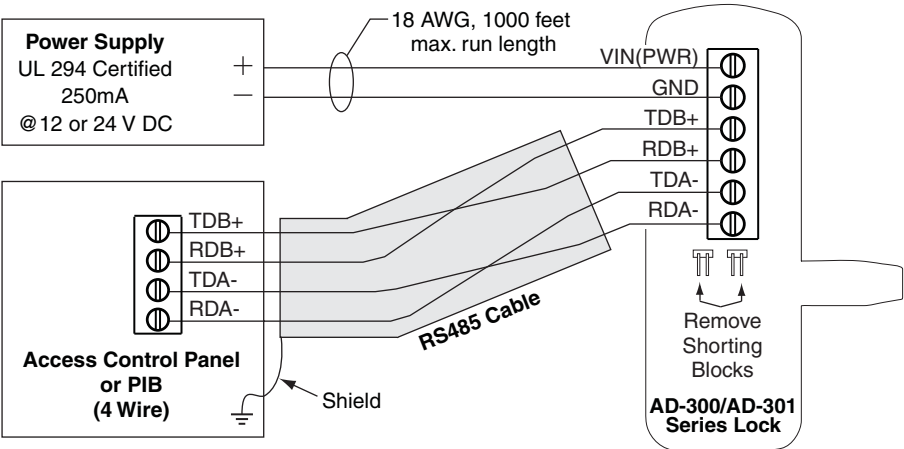 Power Supply
UL 294 Certified
250mA
@12 or 24 V DC
+
−
18 AWG, 1000 feet
max. run length
VIN(PWR)
GND
TDB+
RDB+
TDA-
RDA-
TDB+
RDB+
TDA-
RDA-
Access Control Panel
or PIB
(4 Wire)
Shield
RS485 Cable
Remove
Shorting
Blocks
AD-300/AD-301
Series Lock